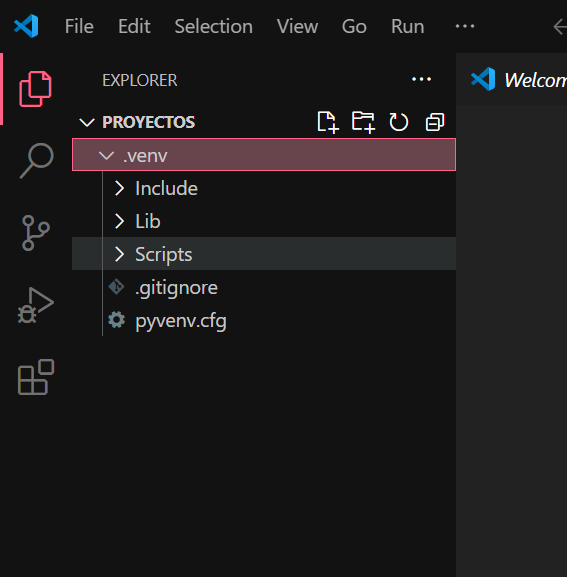 File Edit Selection View Go Run ...
EXPLORER ...
PROYECTOS
.venv
Include
Lib
Scripts
.gitignore
pyvenv.cfg
Welcom